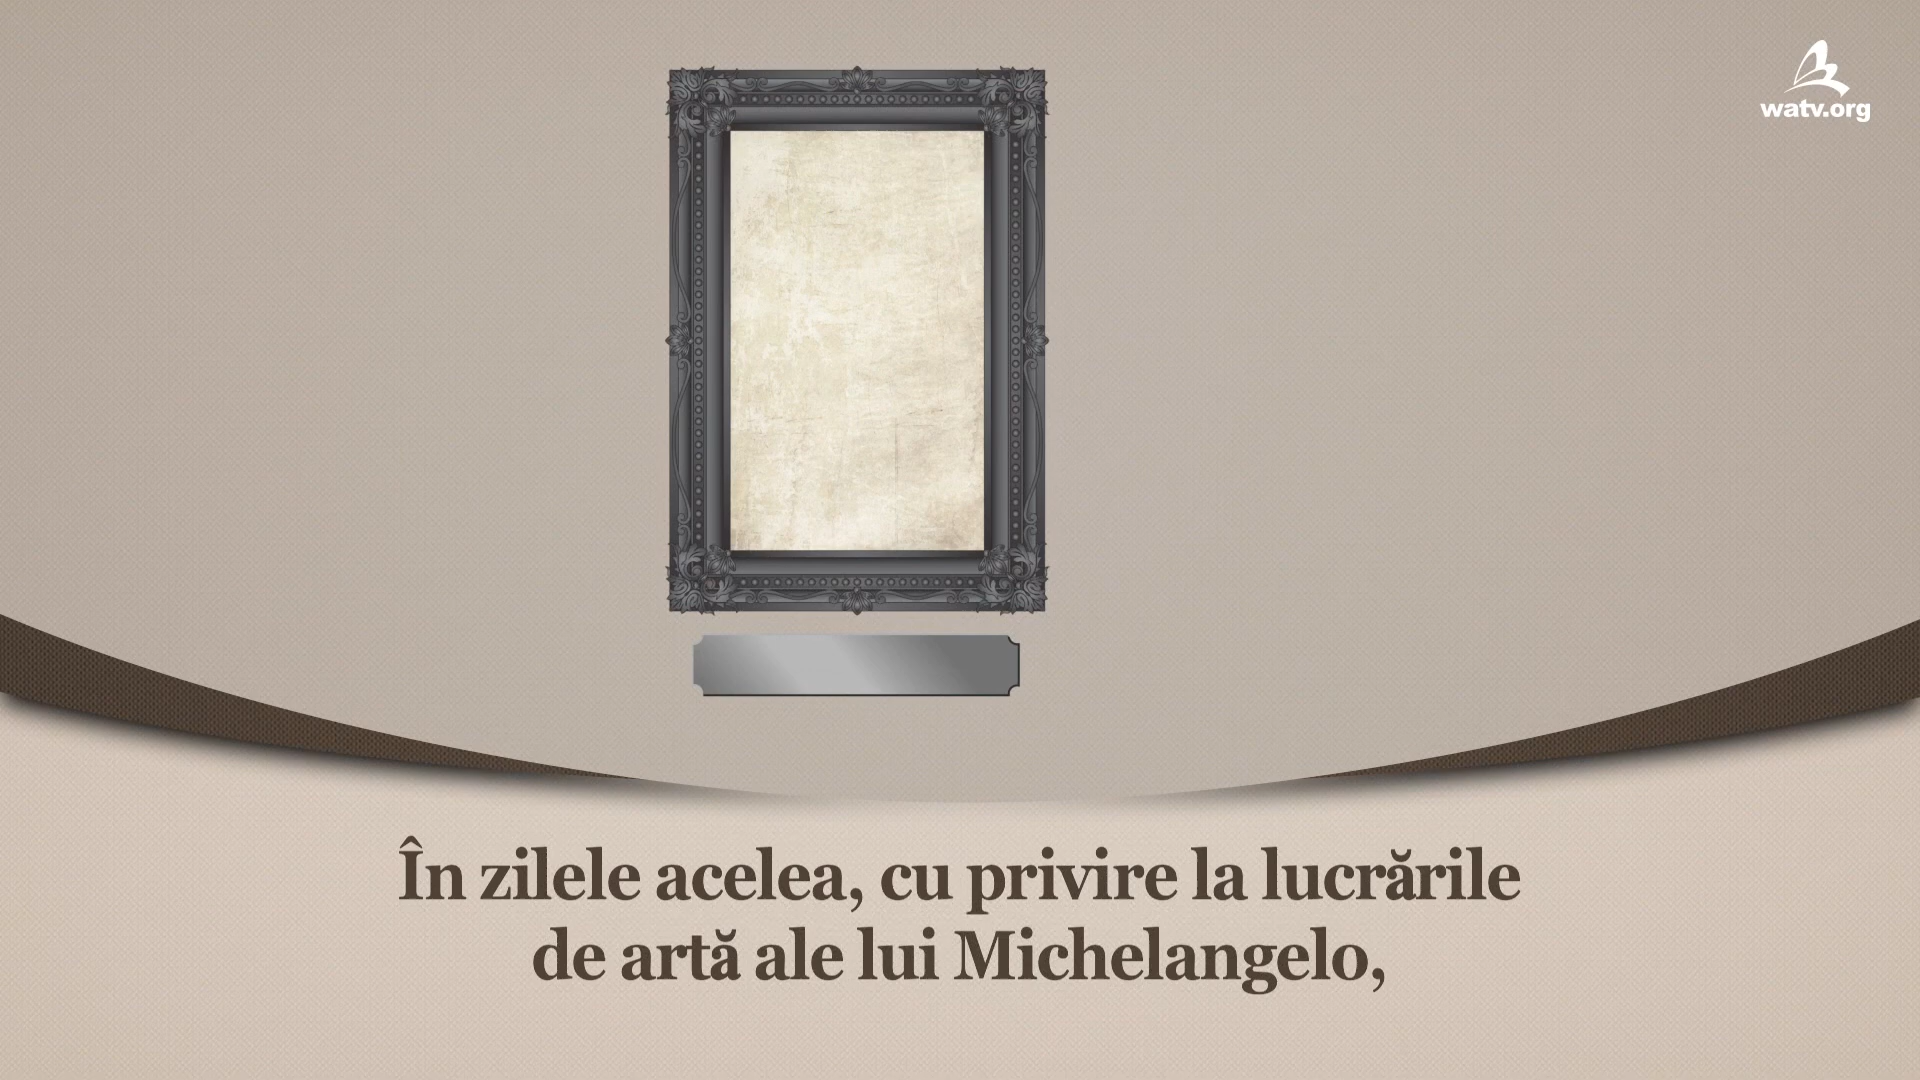 watv.org
În zilele acelea, cu privire la lucrările
de artă ale lui Michelangelo,